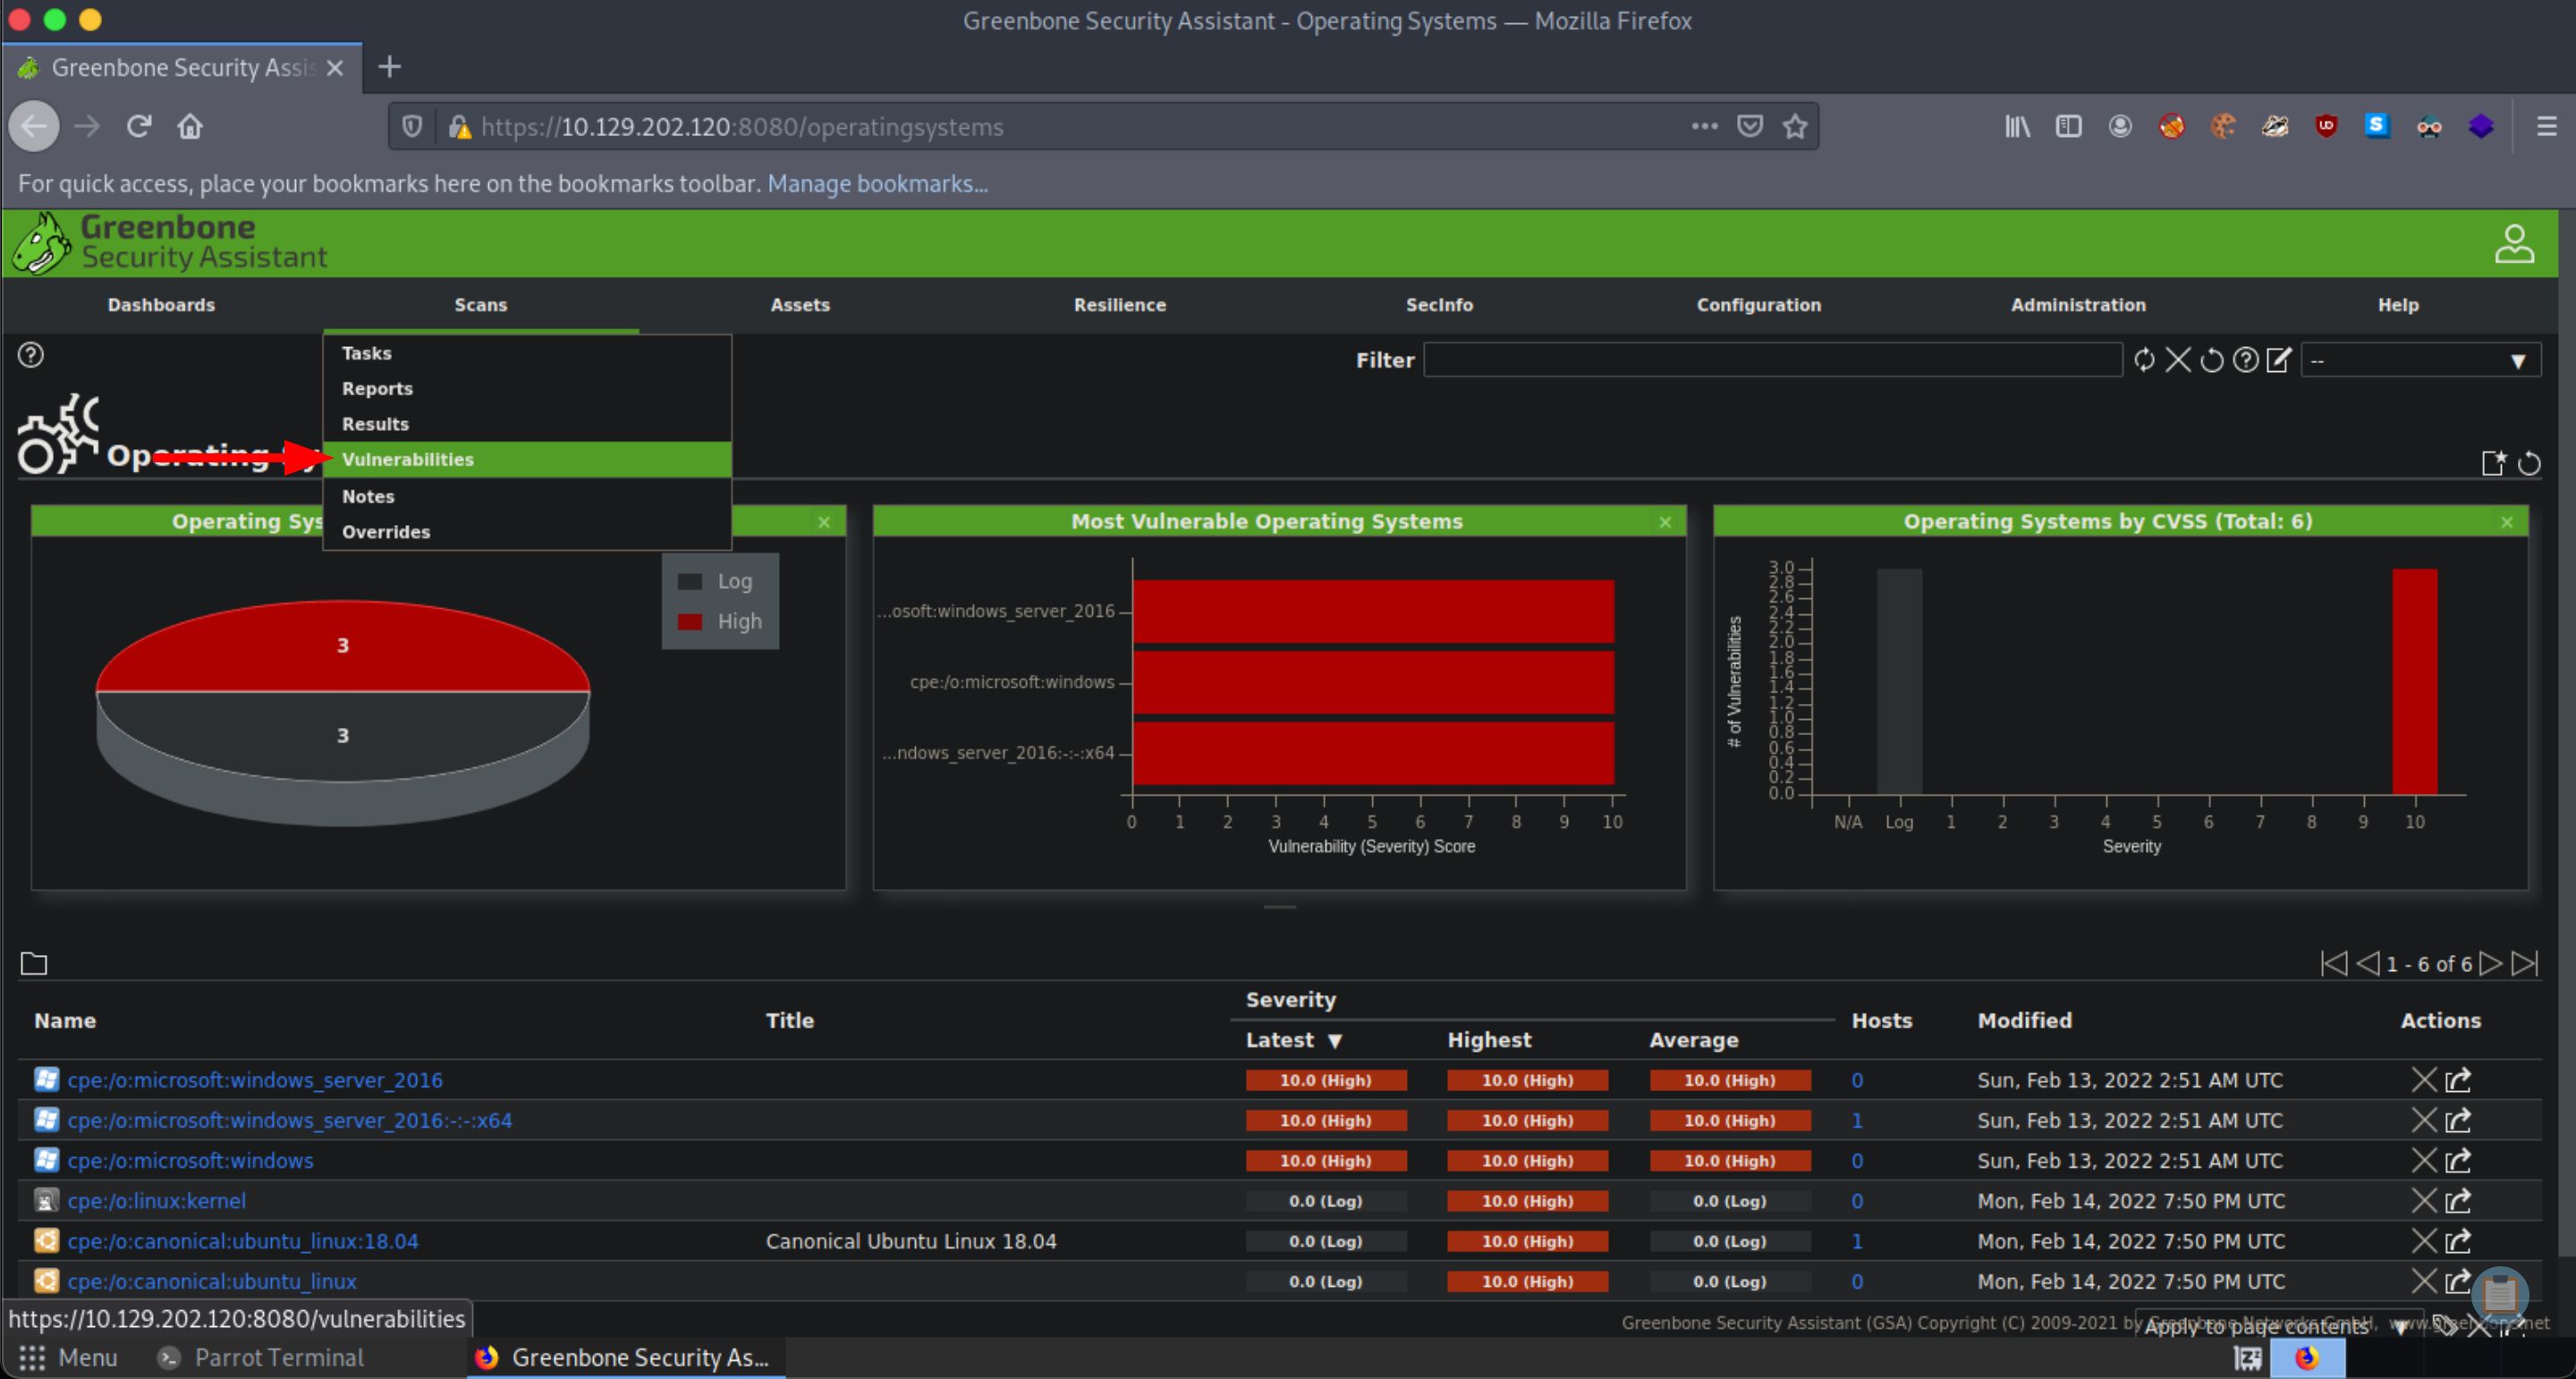 Greenbone Security Assistant - Operating Systems — Mozilla Firefox
Greenbone Security Assis
https://10.129.202.120:8080/operatingsystems
For quick access, place your bookmarks here on the bookmarks toolbar. Manage bookmarks...
Greenbone
Security Assistant
Dashboards Scans Assets Resilience SecInfo Configuration Administration Help
Tasks
Reports
Results
Vulnerabilities
Notes
Overrides
Filter --
Operating Sy
Operating Sys
Log
High
3
3
Most Vulnerable Operating Systems
...osoft:windows_server_2016
cpe:/o:microsoft:windows
...ndows_server_2016:-:-:x64
0 1 2 3 4 5 6 7 8 9 10
Vulnerability (Severity) Score
Operating Systems by CVSS (Total: 6)
# of Vulnerabilities
3.0
2.8
2.6
2.4
2.2
2.0
1.8
1.6
1.4
1.2
1.0
0.8
0.6
0.4
0.2
0.0
N/A Log 1 2 3 4 5 6 7 8 9 10
Severity
1 - 6 of 6
Name Title Severity Hosts Modified Actions
Latest ▼ Highest Average
cpe:/o:microsoft:windows_server_2016 10.0 (High) 10.0 (High) 10.0 (High) 0 Sun, Feb 13, 2022 2:51 AM UTC
cpe:/o:microsoft:windows_server_2016:-:-:x64 10.0 (High) 10.0 (High) 10.0 (High) 1 Sun, Feb 13, 2022 2:51 AM UTC
cpe:/o:microsoft:windows 10.0 (High) 10.0 (High) 10.0 (High) 0 Sun, Feb 13, 2022 2:51 AM UTC
cpe:/o:linux:kernel 0.0 (Log) 10.0 (High) 0.0 (Log) 0 Mon, Feb 14, 2022 7:50 PM UTC
cpe:/o:canonical:ubuntu_linux:18.04 Canonical Ubuntu Linux 18.04 0.0 (Log) 10.0 (High) 0.0 (Log) 1 Mon, Feb 14, 2022 7:50 PM UTC
cpe:/o:canonical:ubuntu_linux 0.0 (Log) 10.0 (High) 0.0 (Log) 0 Mon, Feb 14, 2022 7:50 PM UTC
https://10.129.202.120:8080/vulnerabilities
Apply to page contents
Greenbone Security Assistant (GSA) Copyright (C) 2009-2021 by
Menu Parrot Terminal Greenbone Security As...